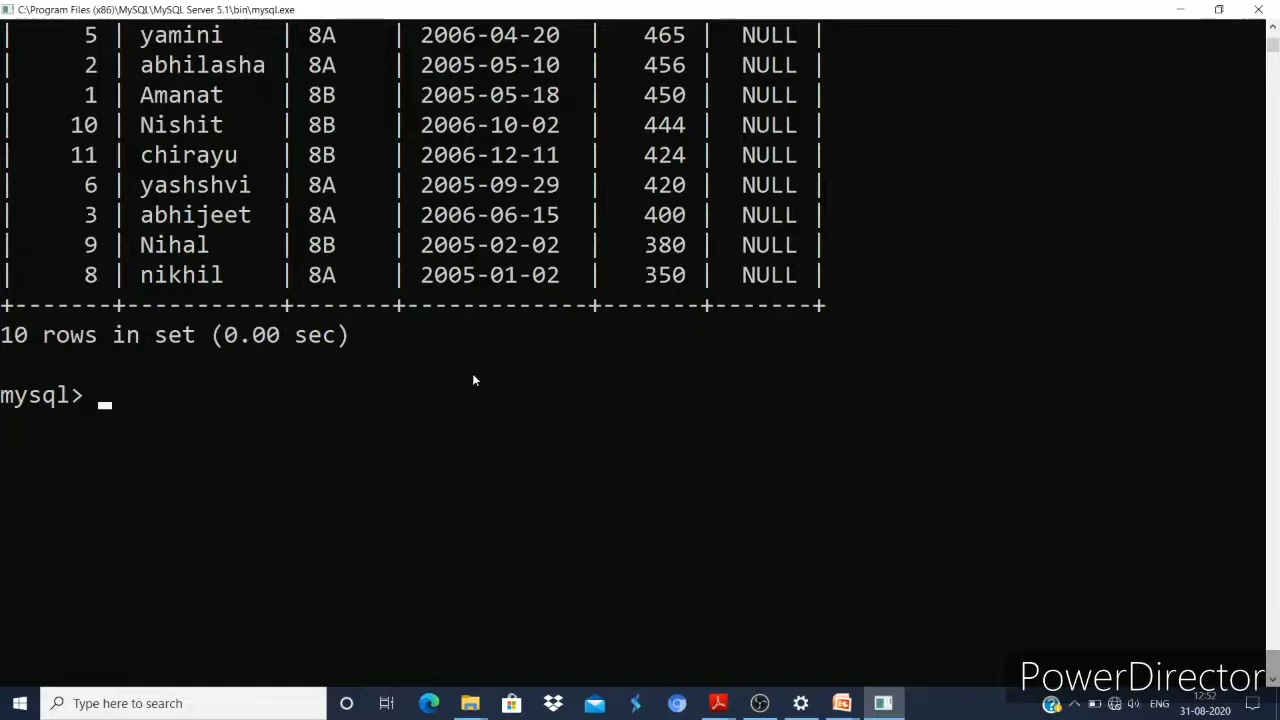 C:\Program Files (x86)\MySQL\MySQL Server 5.1\bin\mysql.exe
|     5 | yamini    | 8A    | 2006-04-20  |   465 |  NULL |
|     2 | abhilasha | 8A    | 2005-05-10  |   456 |  NULL |
|     1 | Amanat    | 8B    | 2005-05-18  |   450 |  NULL |
|    10 | Nishit    | 8B    | 2006-10-02  |   444 |  NULL |
|    11 | chirayu   | 8B    | 2006-12-11  |   424 |  NULL |
|     6 | yashshvi  | 8A    | 2005-09-29  |   420 |  NULL |
|     3 | abhijeet  | 8A    | 2006-06-15  |   400 |  NULL |
|     9 | Nihal     | 8B    | 2005-02-02  |   380 |  NULL |
|     8 | nikhil    | 8A    | 2005-01-02  |   350 |  NULL |
+-------+-----------+-------+-------------+-------+-------+
10 rows in set (0.00 sec)
mysql> _
PowerDirector
Type here to search
ENG
12:52
31-08-2020